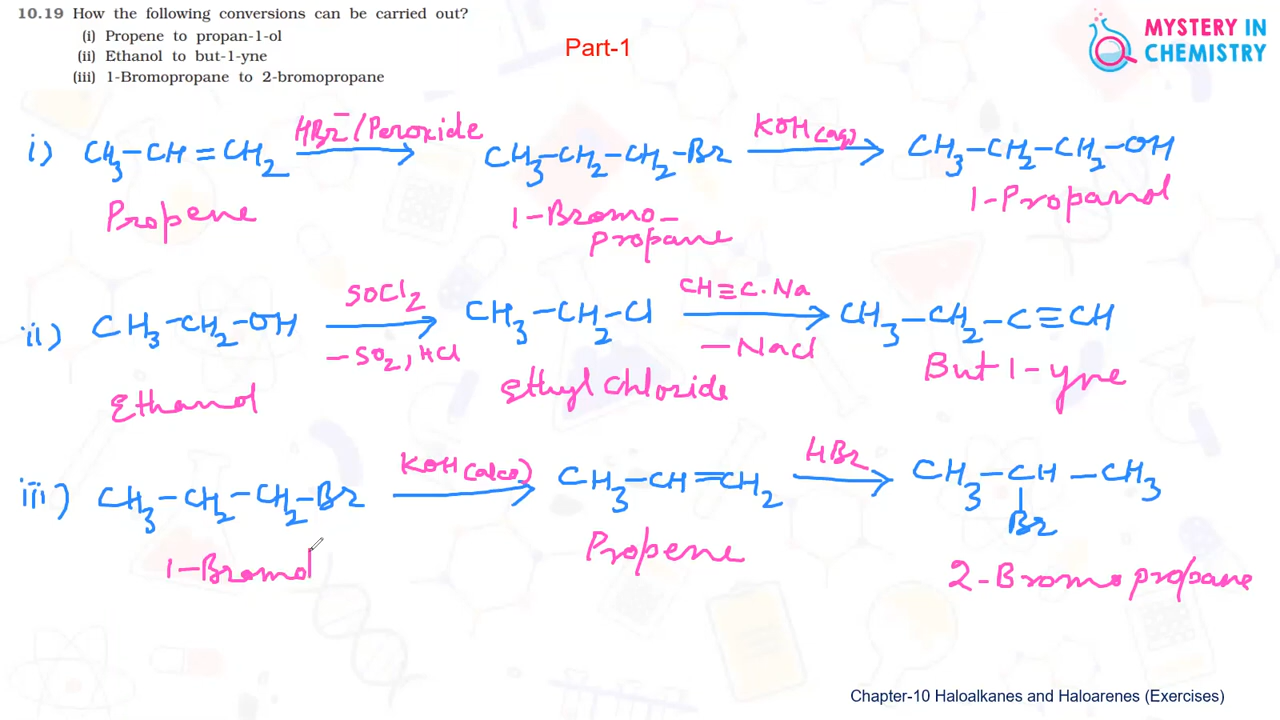 10.19 How the following conversions can be carried out?
(i) Propene to propan-1-ol
(ii) Ethanol to but-1-yne
(iii) 1-Bromopropane to 2-bromopropane
Part-1
MYSTERY IN
CHEMISTRY
i) CH3-CH=CH2 HBr/Peroxide CH3-CH2-CH2-Br KOH(aq) CH3-CH2-CH2-OH
Propene 1-Bromo-propane 1-Propanol
ii) CH3-CH2-OH SOCl2 -SO2, HCl CH3-CH2-Cl CH≡C.Na -NaCl CH3-CH2-C≡CH
Ethanol Ethyl Chloride But 1-yne
iii) CH3-CH2-CH2-Br KOH(alco) CH3-CH=CH2 HBr CH3-CH-CH3
Br
1-Bromo Propene 2-Bromopropane
Chapter-10 Haloalkanes and Haloarenes (Exercises)